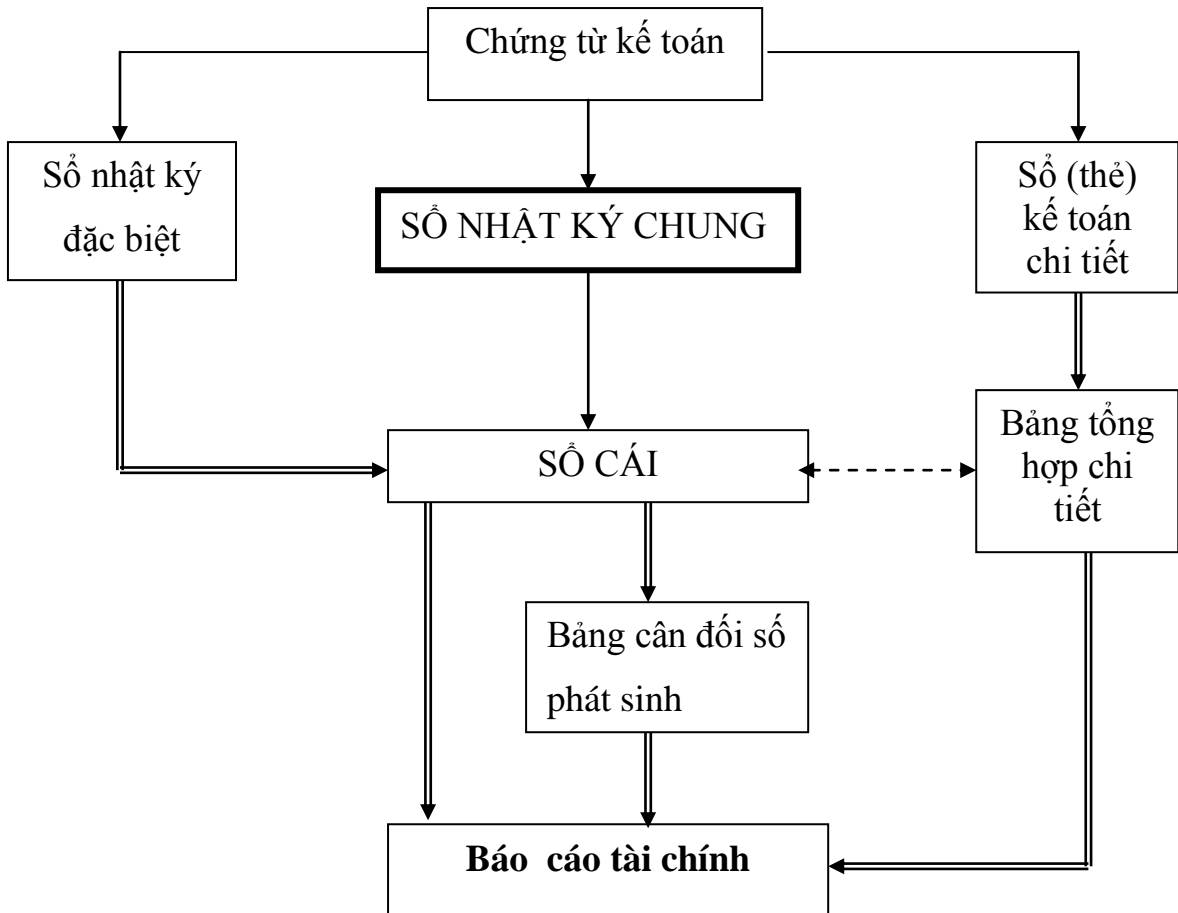 Chứng từ kế toán
Sổ nhật ký
đặc biệt
SỔ NHẬT KÝ CHUNG
Sổ (thẻ)
kế toán
chi tiết
SỔ CÁI
Bảng tổng
hợp chi
tiết
Bảng cân đối số
phát sinh
Báo cáo tài chính